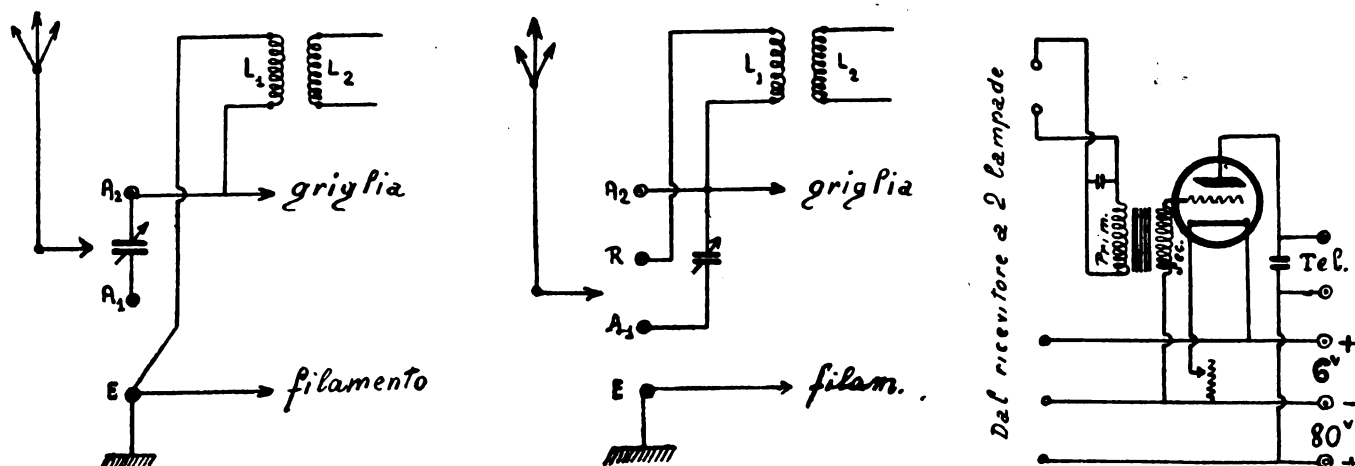 L₁ L₂
A₂ griglia
A₁
E filamento
L₁ L₂
A₂ griglia
R
A₁
E filam.
Dal ricevitore a 2 lampade
Prim.
Sec.
Tel.
+
6ᵛ
-
80ᵛ
+